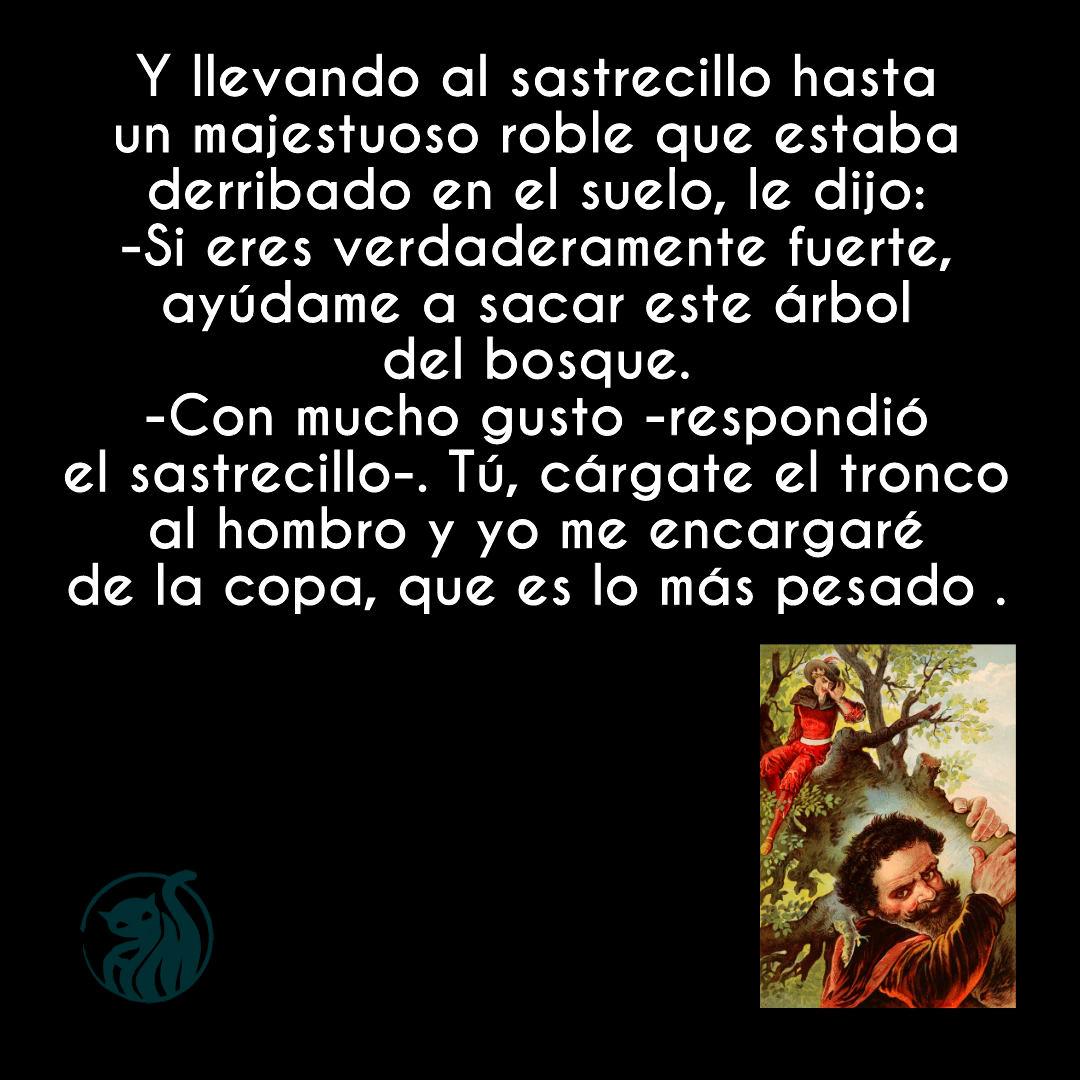 Y llevando al sastrecillo hasta
un majestuoso roble que estaba
derribado en el suelo, le dijo:
-Si eres verdaderamente fuerte,
ayúdame a sacar este árbol
del bosque.
-Con mucho gusto -respondió
el sastrecillo-. Tú, cárgate el tronco
al hombro y yo me encargaré
de la copa, que es lo más pesado .